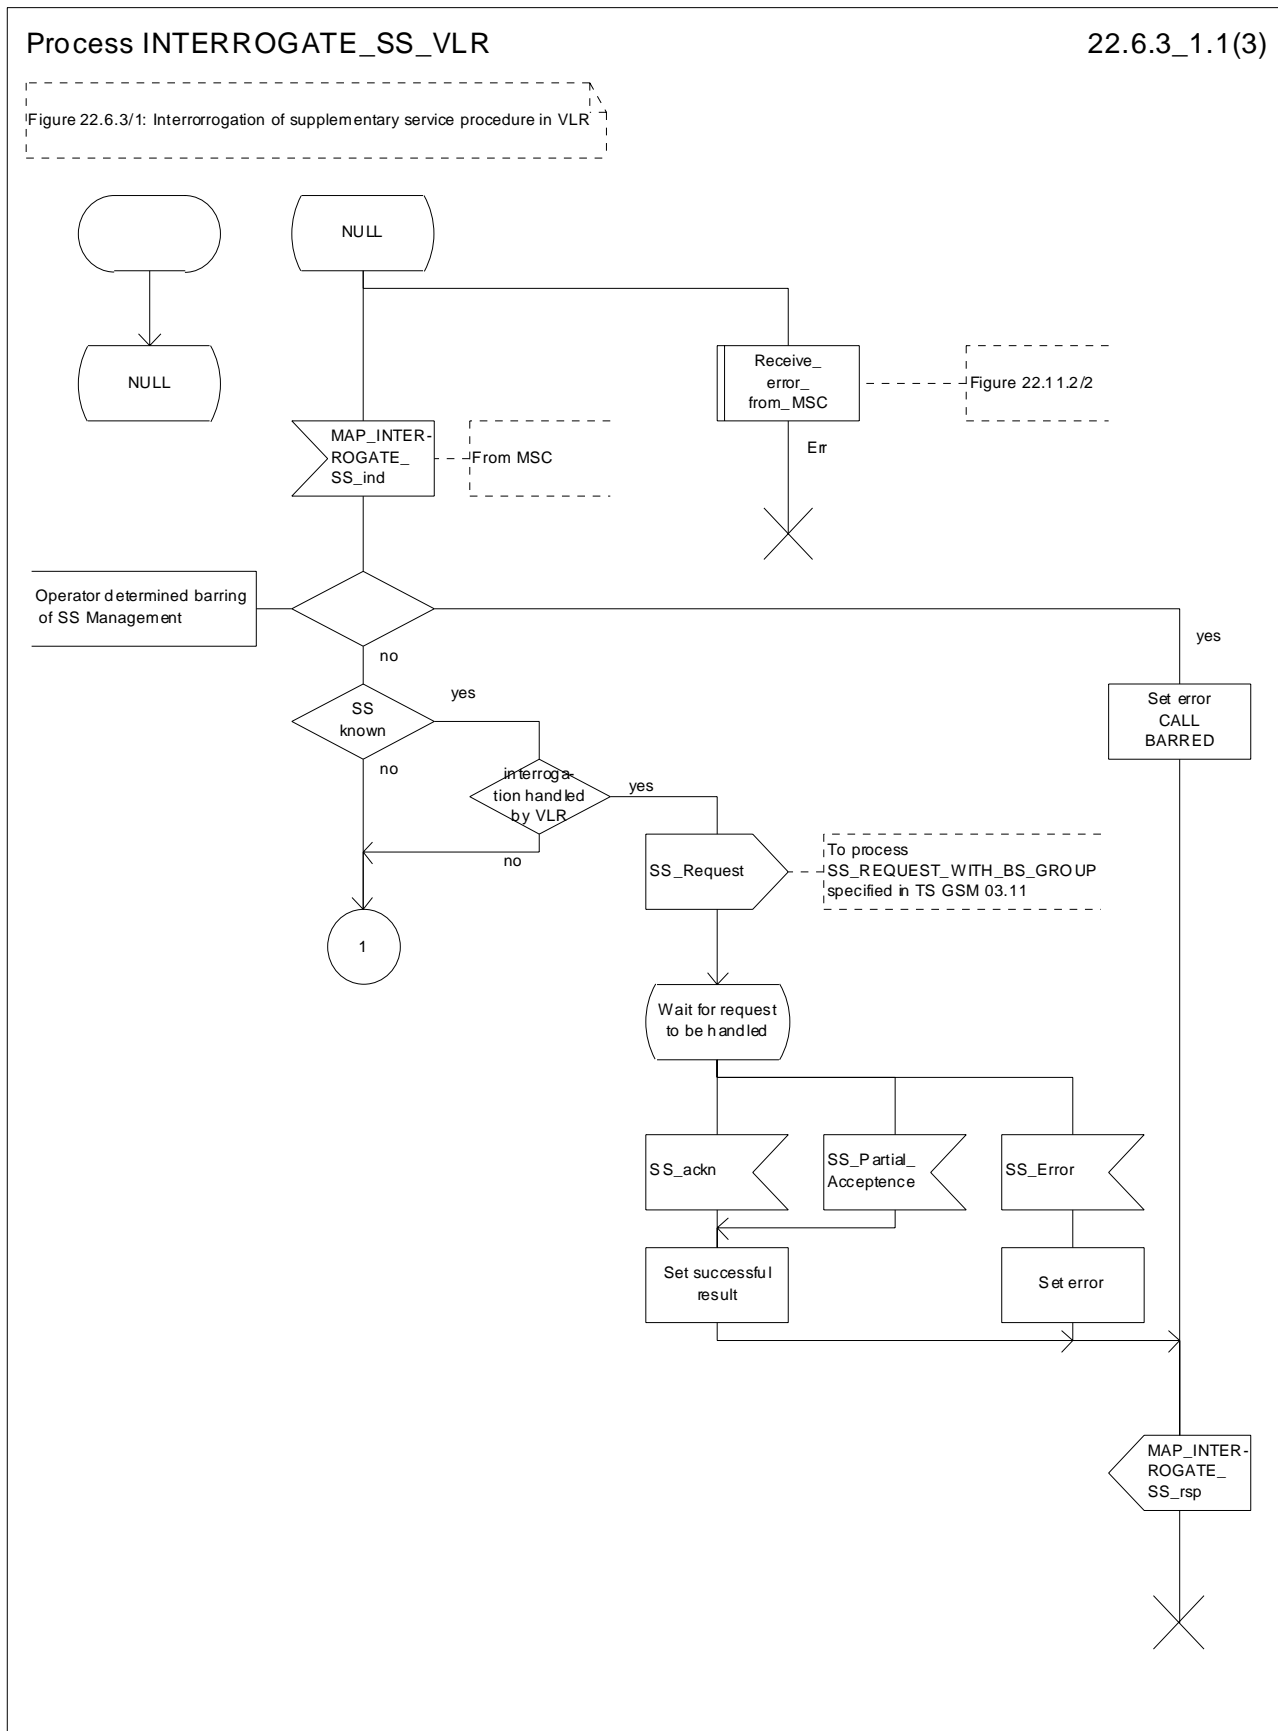 Process INTERROGATE_SS_VLR
22.6.3_1.1(3)
Figure 22.6.3/1: Interrorrogation of supplementary service procedure in VLR
NULL
NULL
Receive_
error_
from_MSC
Figure 22.11.2/2
MAP_INTER-
ROGATE_
SS_ind
From MSC
Err
Operator determined barring
of SS Management
yes
no
SS
known
yes
no
Set error
CALL
BARRED
interroga-
tion handled
by VLR
yes
no
SS_Request
To process
SS_REQUEST_WITH_BS_GROUP
specified in TS GSM 03.11
1
Wait for request
to be handled
SS_ackn
SS_Partial_
Acceptence
SS_Error
Set successful
result
Set error
MAP_INTER-
ROGATE_
SS_rsp